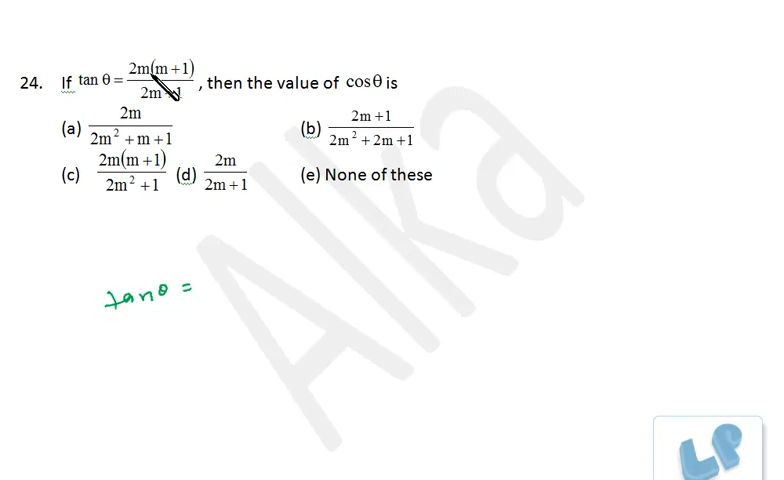 24. If tan θ = 2m(m+1) / 2m+1 , then the value of cosθ is
(a) 2m / 2m² + m + 1 (b) 2m + 1 / 2m² + 2m + 1
(c) 2m(m+1) / 2m² + 1 (d) 2m / 2m + 1 (e) None of these
tanθ =
Alka
LP